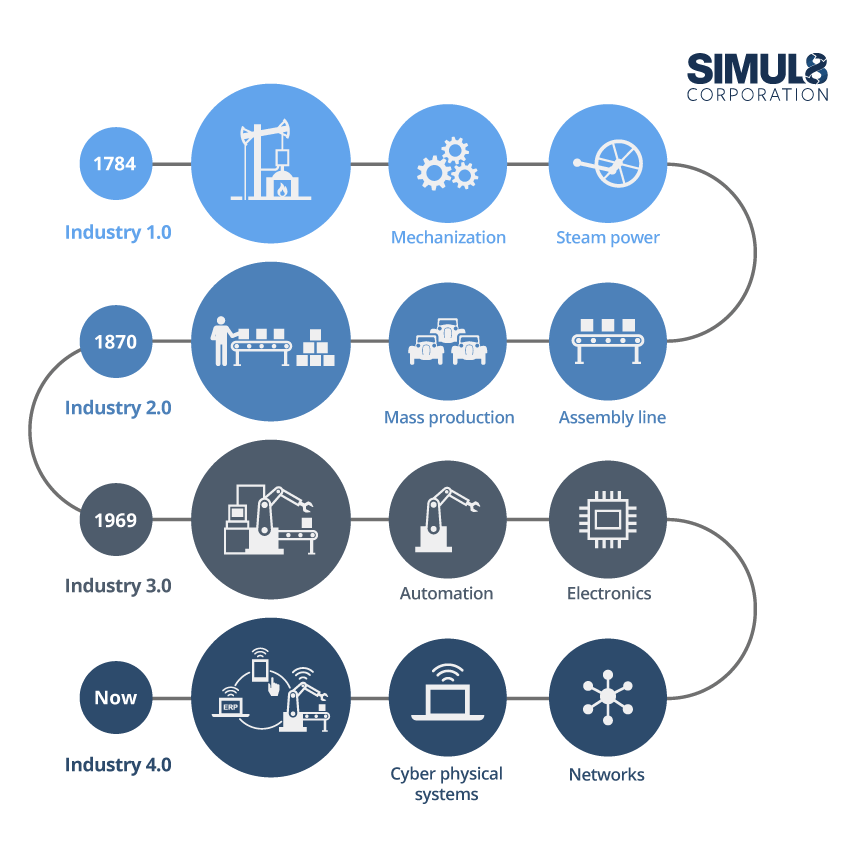 SIMUL8
CORPORATION
1784
Industry 1.0
Mechanization
Steam power
1870
Industry 2.0
Mass production
Assembly line
1969
Industry 3.0
Automation
Electronics
Now
Industry 4.0
ERP
Cyber physical
systems
Networks